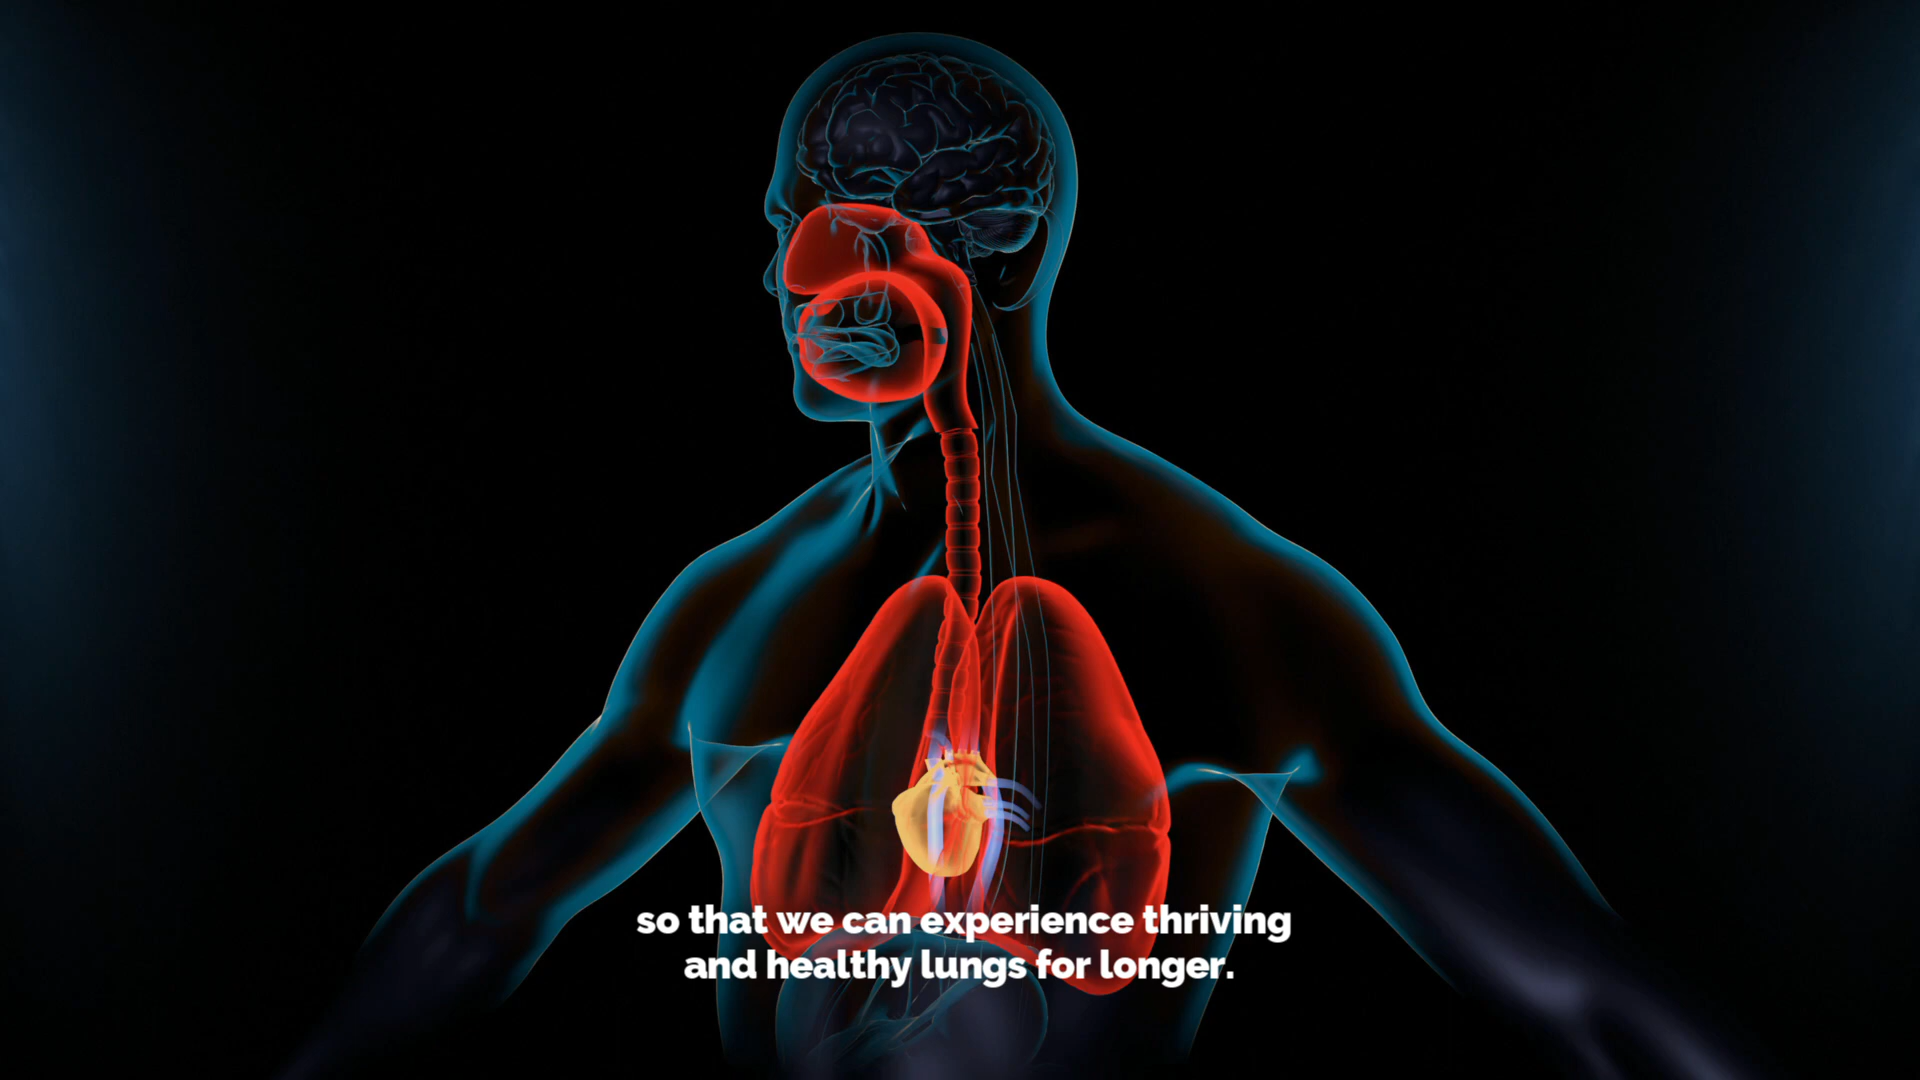 so that we can experience thriving
and healthy lungs for longer.